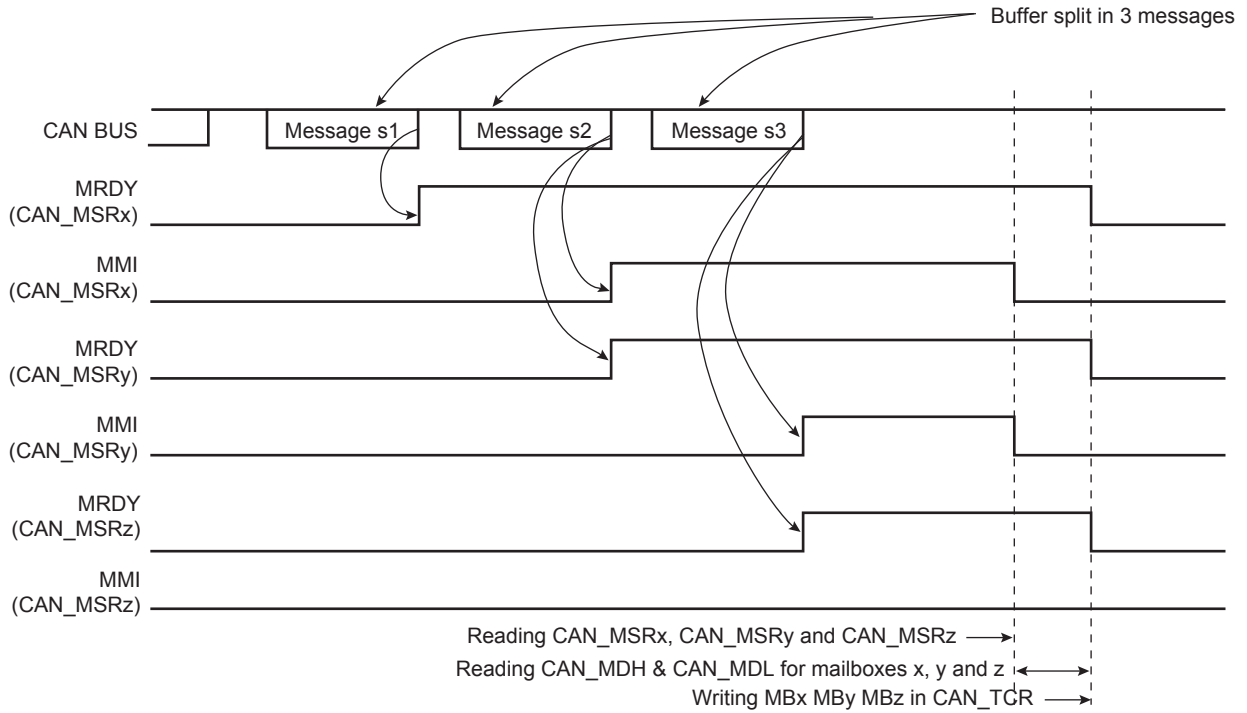 Buffer split in 3 messages
CAN BUS
Message s1
Message s2
Message s3
MRDY
(CAN_MSRx)
MMI
(CAN_MSRx)
MRDY
(CAN_MSRy)
MMI
(CAN_MSRy)
MRDY
(CAN_MSRz)
MMI
(CAN_MSRz)
Reading CAN_MSRx, CAN_MSRy and CAN_MSRz
Reading CAN_MDH & CAN_MDL for mailboxes x, y and z
Writing MBx MBy MBz in CAN_TCR